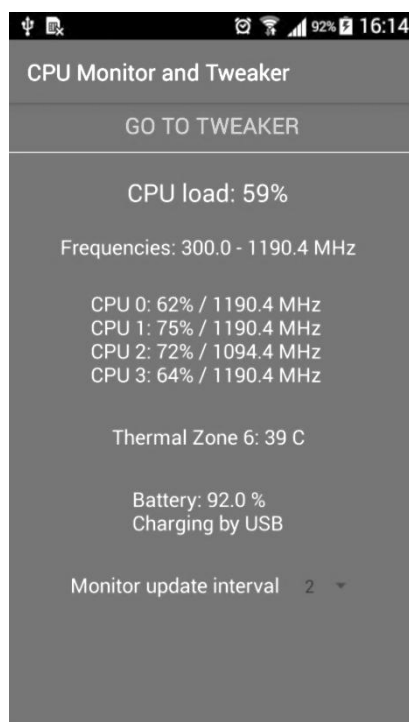 92% 16:14
CPU Monitor and Tweaker
GO TO TWEAKER
CPU load: 59%
Frequencies: 300.0 - 1190.4 MHz
CPU 0: 62% / 1190.4 MHz
CPU 1: 75% / 1190.4 MHz
CPU 2: 72% / 1094.4 MHz
CPU 3: 64% / 1190.4 MHz
Thermal Zone 6: 39 C
Battery: 92.0 %
Charging by USB
Monitor update interval 2